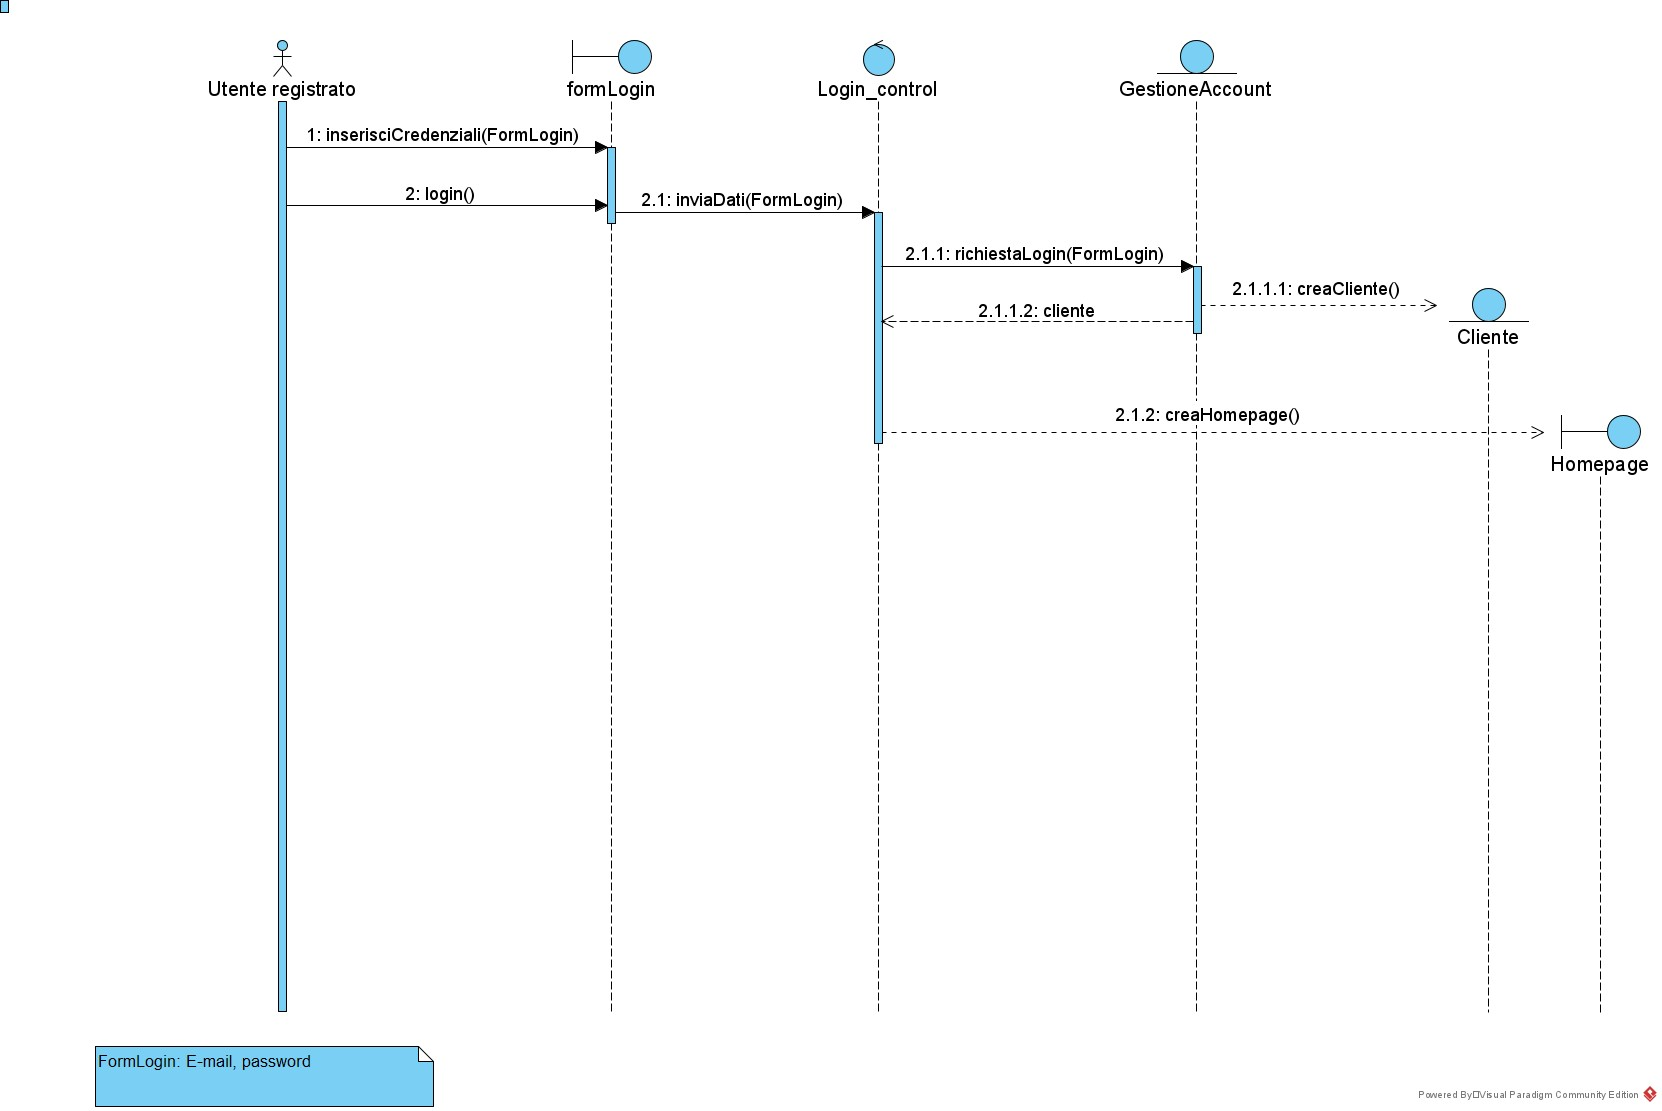 Utente registrato
formLogin
Login_control
GestioneAccount
1: inserisciCredenziali(FormLogin)
2: login()
2.1: inviaDati(FormLogin)
2.1.1: richiestaLogin(FormLogin)
2.1.1.1: creaCliente()
2.1.1.2: cliente
Cliente
2.1.2: creaHomepage()
Homepage
FormLogin: E-mail, password
Powered By Visual Paradigm Community Edition